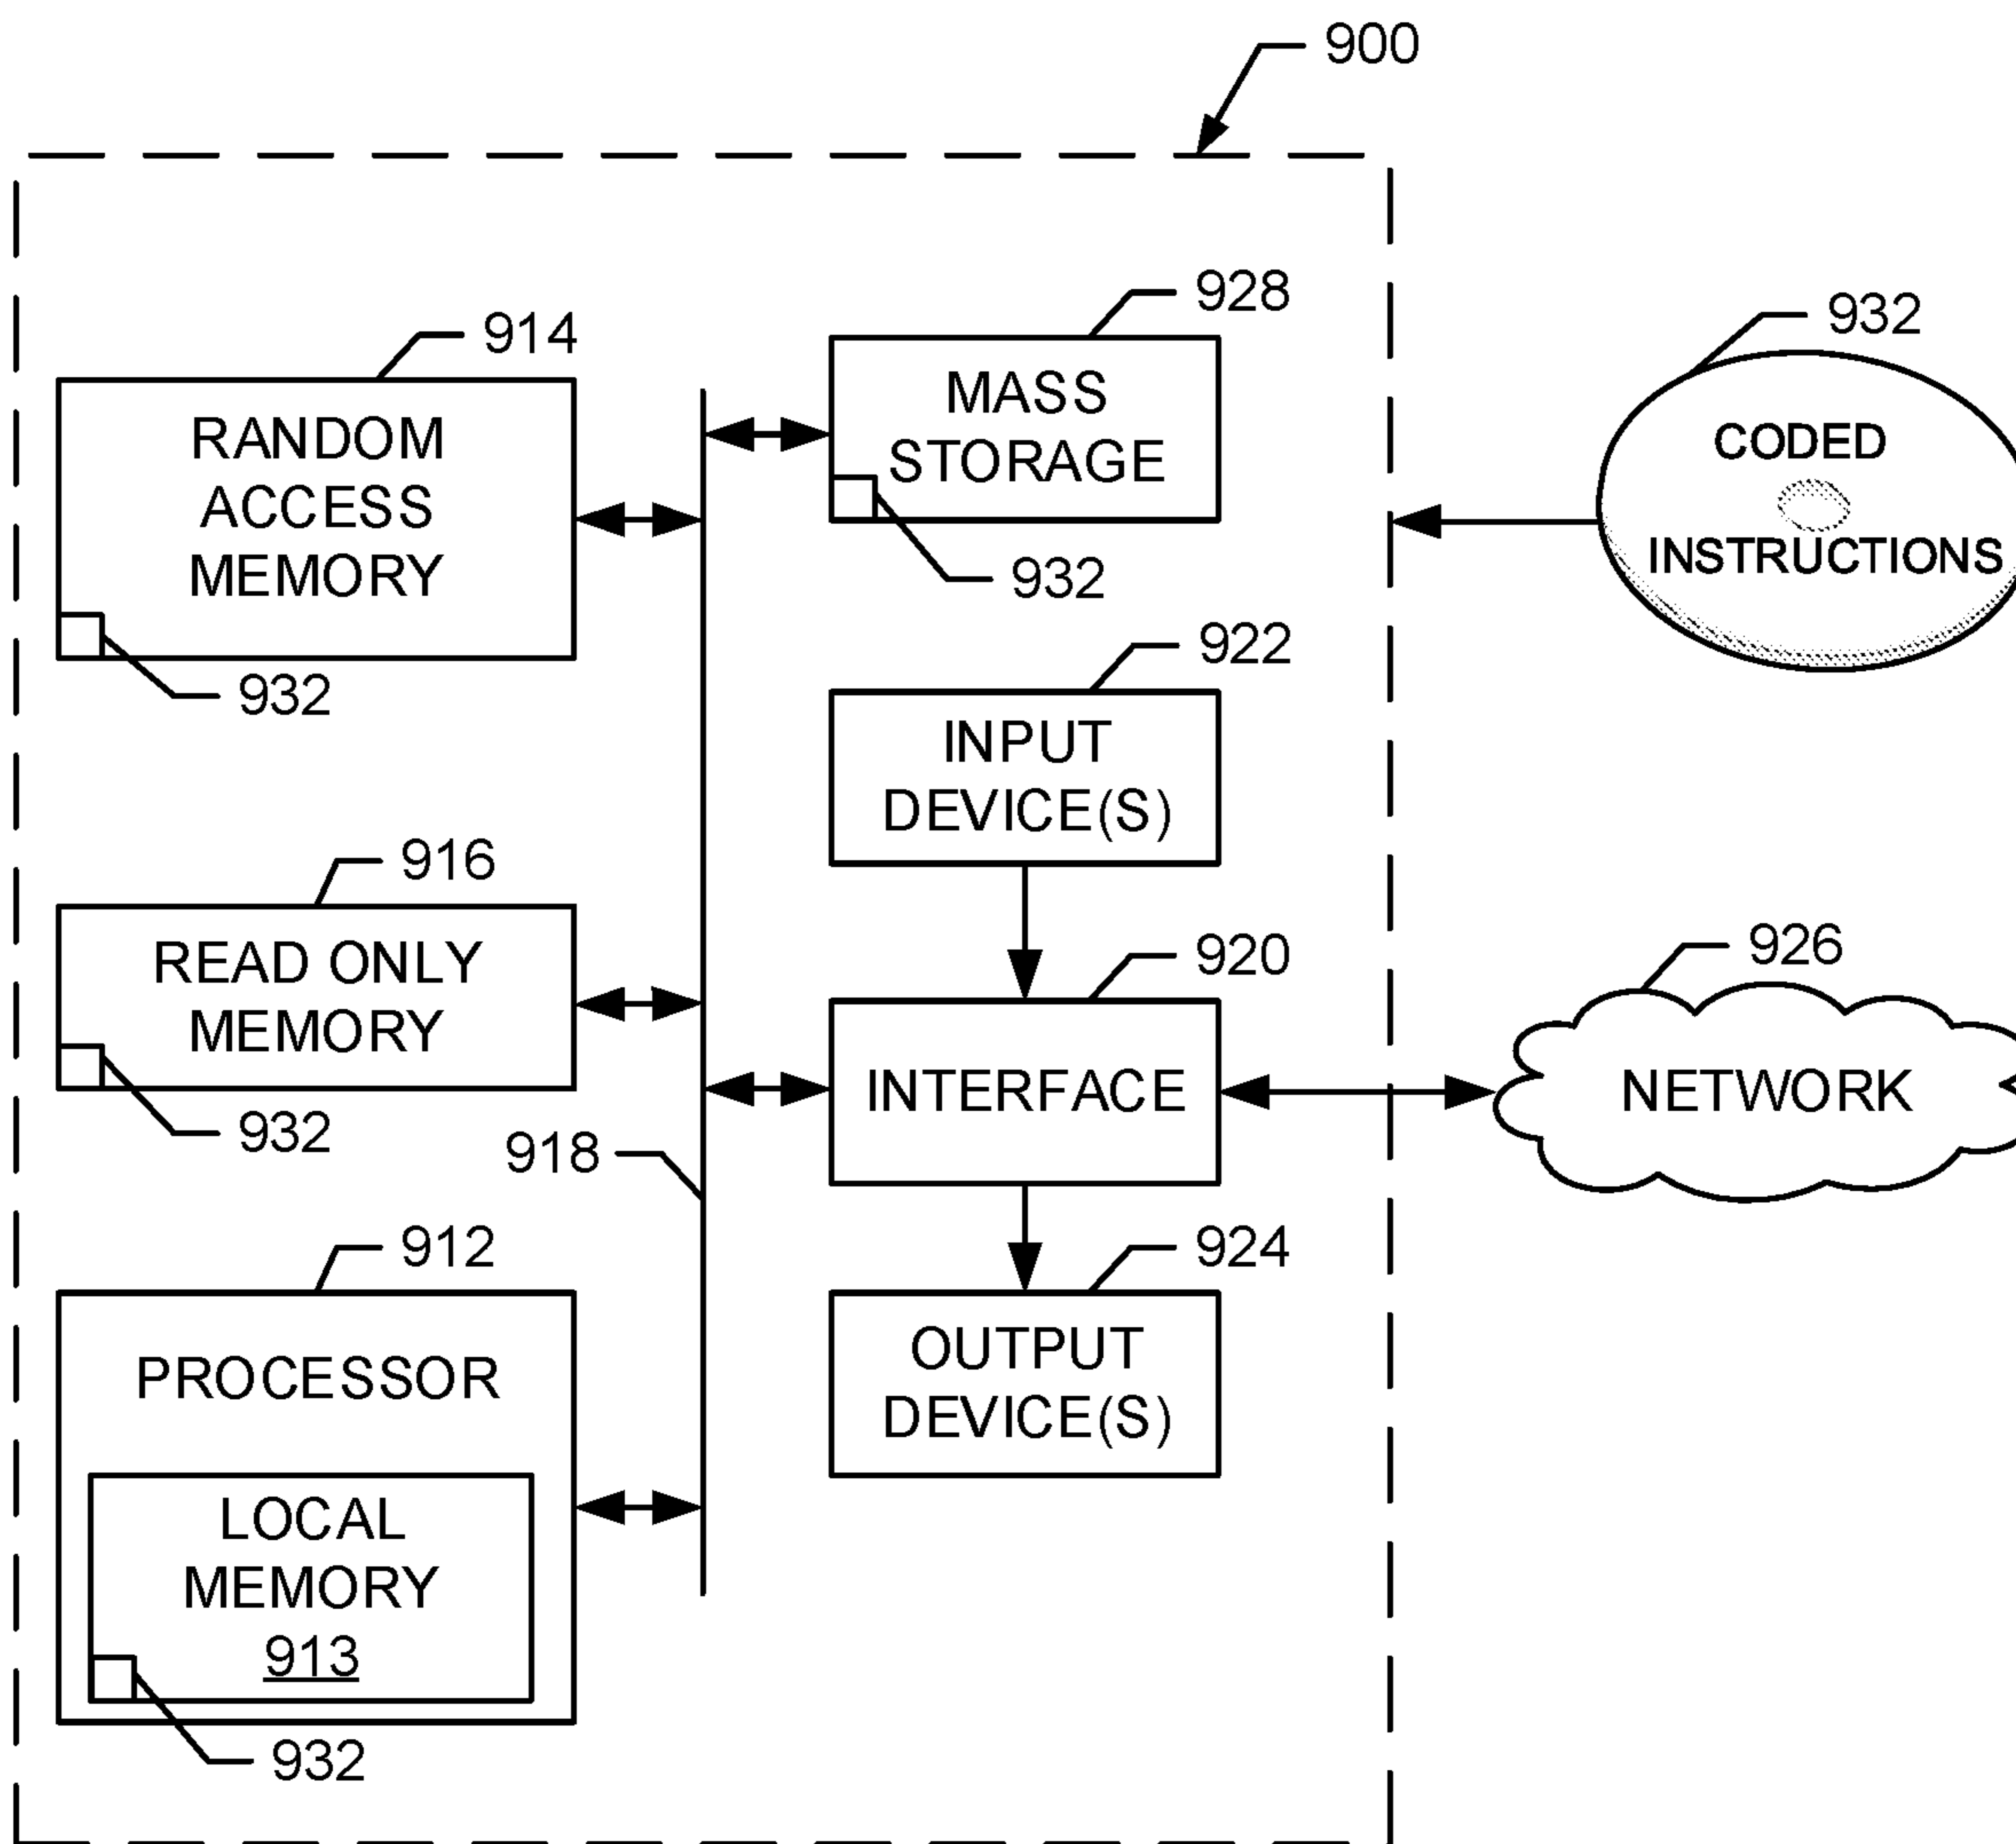 900
928
914
932
MASS
STORAGE
RANDOM
ACCESS
MEMORY
CODED
INSTRUCTIONS
932
922
932
INPUT
DEVICE(S)
916
920
926
READ ONLY
MEMORY
INTERFACE
NETWORK
932
918
912
924
PROCESSOR
OUTPUT
DEVICE(S)
LOCAL
MEMORY
913
932